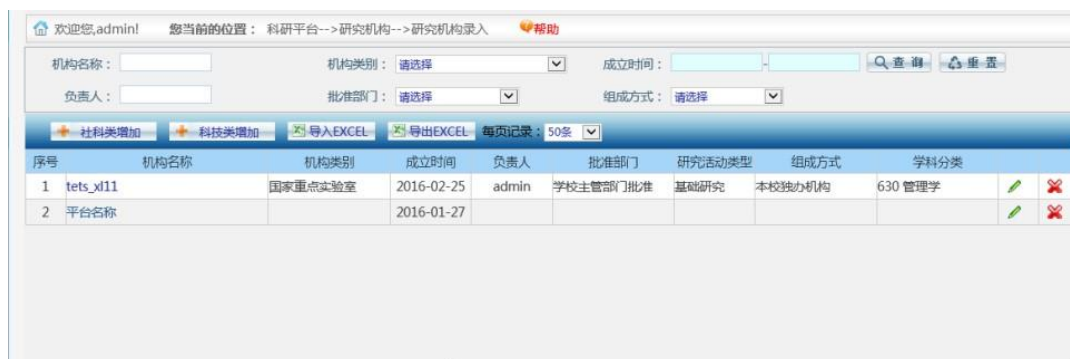 欢迎您,admin! 您当前的位置： 科研平台-->研究机构-->研究机构录入 帮助
机构名称： 机构类别： 请选择 成立时间： - 查询 重置
负责人： 批准部门： 请选择 组成方式： 请选择
社科类增加 科技类增加 导入EXCEL 导出EXCEL 每页记录： 50条
序号 机构名称 机构类别 成立时间 负责人 批准部门 研究活动类型 组成方式 学科分类
1 tets_xl11 国家重点实验室 2016-02-25 admin 学校主管部门批准 基础研究 本校独办机构 630 管理学
2 平台名称 2016-01-27